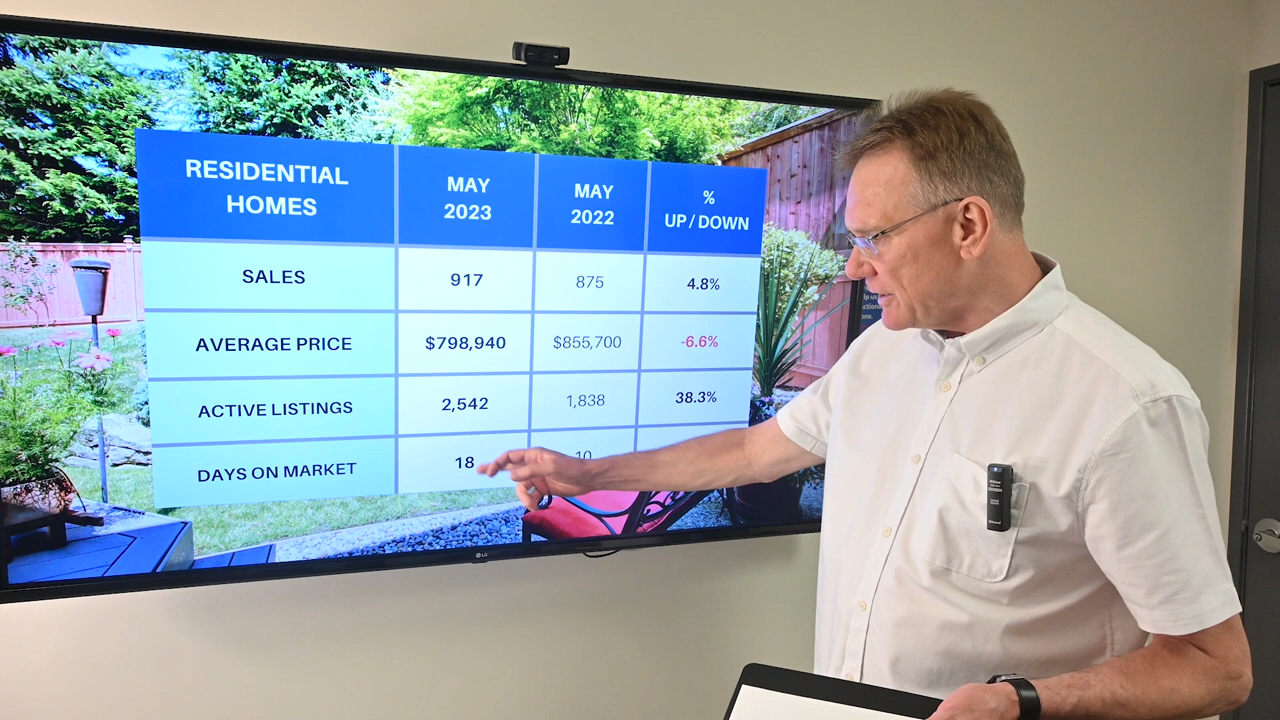 RESIDENTIAL
HOMES
MAY
2023
MAY
2022
%
UP / DOWN
SALES
917
875
4.8%
AVERAGE PRICE
$798,940
$855,700
-6.6%
ACTIVE LISTINGS
2,542
1,838
38.3%
DAYS ON MARKET
18
10
LG